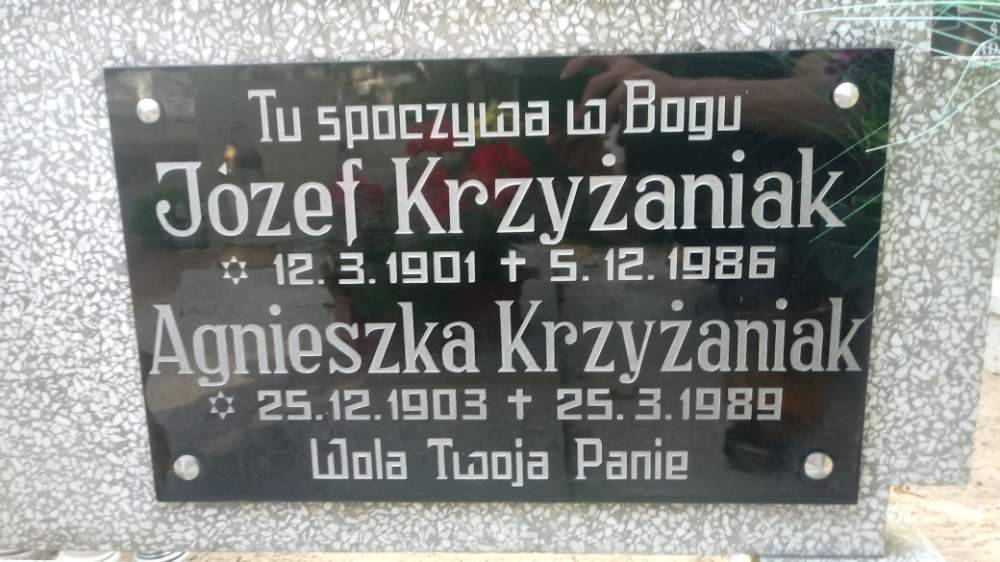 Tu spoczywa w Bogu
Józef Krzyżaniak
✡ 12.3.1901 ✝ 5.12.1986
Agnieszka Krzyżaniak
✡ 25.12.1903 ✝ 25.3.1989
Wola Twoja Panie